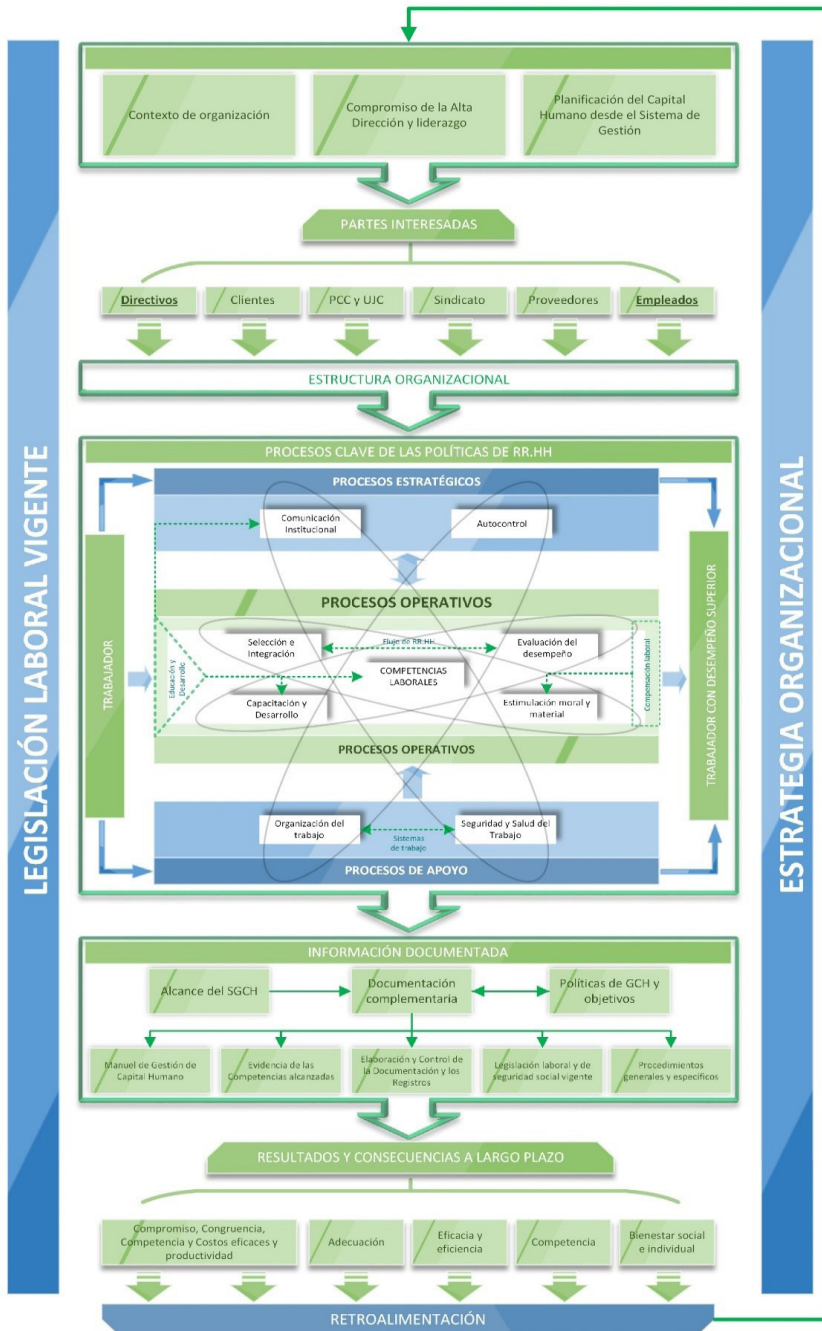 LEGISLACIÓN LABORAL VIGENTE
ESTRATEGIA ORGANIZACIONAL
Contexto de organización
Compromiso de la Alta
Dirección y liderazgo
Planificación del Capital
Humano desde el Sistema de
Gestión
PARTES INTERESADAS
Directivos
Clientes
PCC y UJC
Sindicato
Proveedores
Empleados
ESTRUCTURA ORGANIZACIONAL
PROCESOS CLAVE DE LAS POLÍTICAS DE RR.HH
PROCESOS ESTRATÉGICOS
Comunicación
Institucional
Autocontrol
TRABAJADOR
PROCESOS OPERATIVOS
Educación y
Desarrollo
Selección e
Integración
Flujo de RR.HH
Evaluación del
desempeño
COMPETENCIAS
LABORALES
Capacitación y
Desarrollo
Estimulación moral y
material
Compensación laboral
TRABAJADOR CON DESEMPEÑO SUPERIOR
PROCESOS OPERATIVOS
Organización del
trabajo
Sistemas
de trabajo
Seguridad y Salud del
Trabajo
PROCESOS DE APOYO
INFORMACIÓN DOCUMENTADA
Alcance del SGCH
Documentación
complementaria
Políticas de GCH y
objetivos
Manuel de Gestión de
Capital Humano
Evidencia de las
Competencias alcanzadas
Elaboración y Control de
la Documentación y los
Registros
Legislación laboral y de
seguridad social vigente
Procedimientos
generales y específicos
RESULTADOS Y CONSECUENCIAS A LARGO PLAZO
Compromiso, Congruencia,
Competencia y Costos eficaces y
productividad
Adecuación
Eficacia y
eficiencia
Competencia
Bienestar social
e individual
RETROALIMENTACIÓN